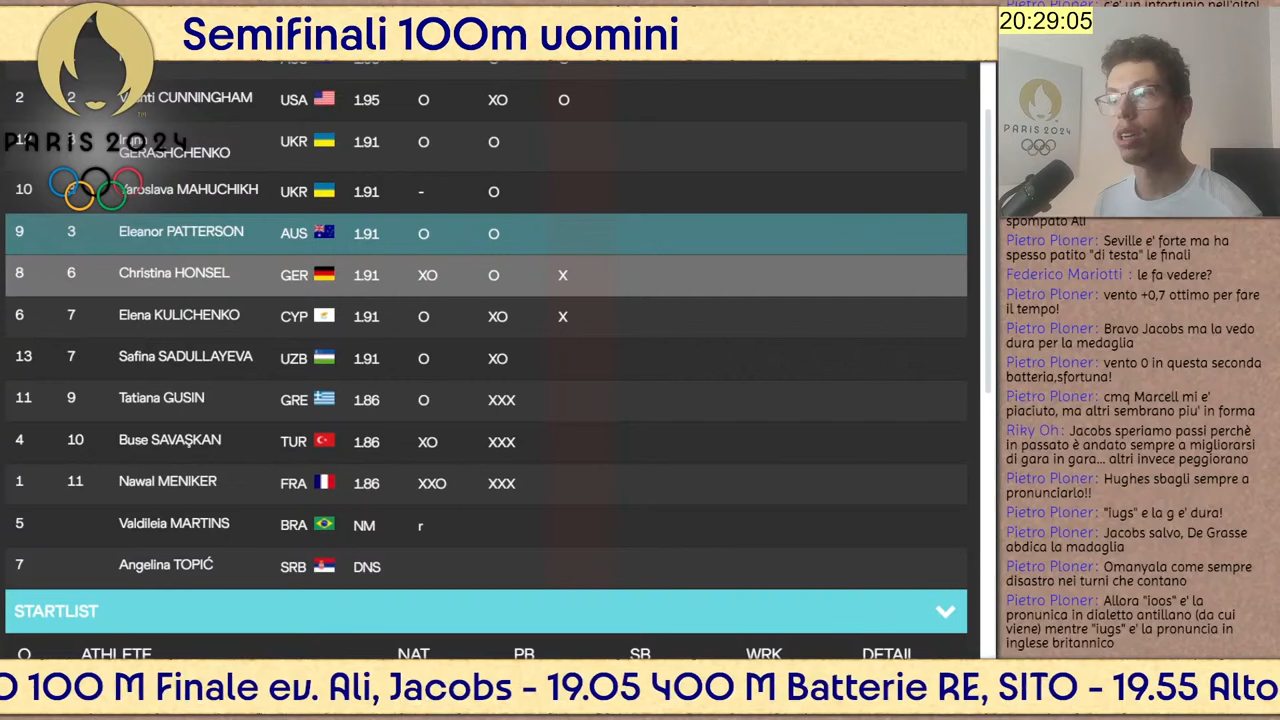 Semifinali 100m uomini
20:29:05
PARIS 2024
PARIS 2024
2 2 CUNNINGHAM USA 1.95 O XO O
12 3 GERASHCHENKO UKR 1.91 O O
10 Yaroslava MAHUCHIKH UKR 1.91 - O
9 3 Eleanor PATTERSON AUS 1.91 O O
8 6 Christina HONSEL GER 1.91 XO O X
6 7 Elena KULICHENKO CYP 1.91 O XO X
13 7 Safina SADULLAYEVA UZB 1.91 O XO
11 9 Tatiana GUSIN GRE 1.86 O XXX
4 10 Buse SAVAŞKAN TUR 1.86 XO XXX
1 11 Nawal MENIKER FRA 1.86 XXO XXX
5 Valdileia MARTINS BRA NM r
7 Angelina TOPIĆ SRB DNS
STARTLIST
O ATHLETE NAT PB SB WRK DETAIL
spompato Ali
Pietro Ploner: Seville e' forte ma ha
spesso patito "di testa" le finali
Federico Mariotti : le fa vedere?
Pietro Ploner: vento +0,7 ottimo per fare
il tempo!
Pietro Ploner: Bravo Jacobs ma la vedo
dura per la medaglia
Pietro Ploner: vento 0 in questa seconda
batteria,sfortuna!
Pietro Ploner: cmq Marcell mi e'
piaciuto, ma altri sembrano piu' in forma
Riky Oh: Jacobs speriamo passi perchè
in passato è andato sempre a migliorarsi
di gara in gara... altri invece peggiorano
Pietro Ploner: Hughes sbagli sempre a
pronunciarlo!!
Pietro Ploner: "iugs" e la g e' dura!
Pietro Ploner: Jacobs salvo, De Grasse
abdica la madaglia
Pietro Ploner: Omanyala come sempre
disastro nei turni che contano
Pietro Ploner: Allora "ioos" e' la
pronunica in dialetto antillano (da cui
viene) mentre "iugs" e' la pronuncia in
inglese britannico
O 100 M Finale ev. Ali, Jacobs - 19.05 400 M Batterie RE, SITO - 19.55 Alto